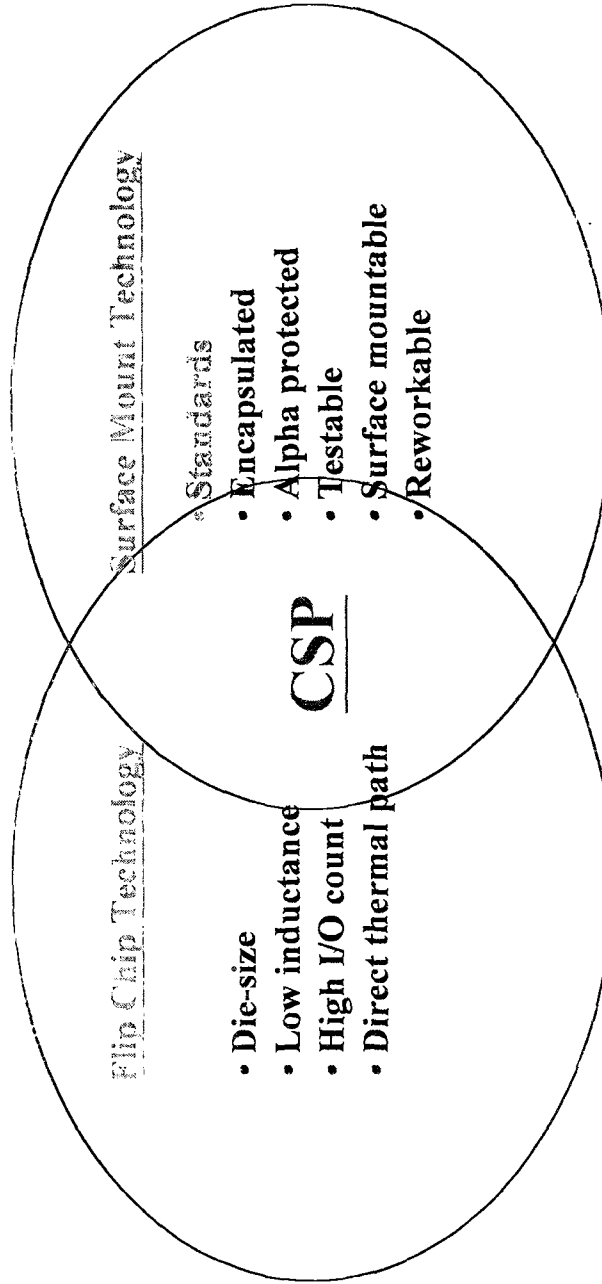 Flip Chip Technology
• Die-size
• Low inductance
• High I/O count
• Direct thermal path
CSP
Surface Mount Technology
• Standards
• Encapsulated
• Alpha protected
• Testable
• Surface mountable
• Reworkable